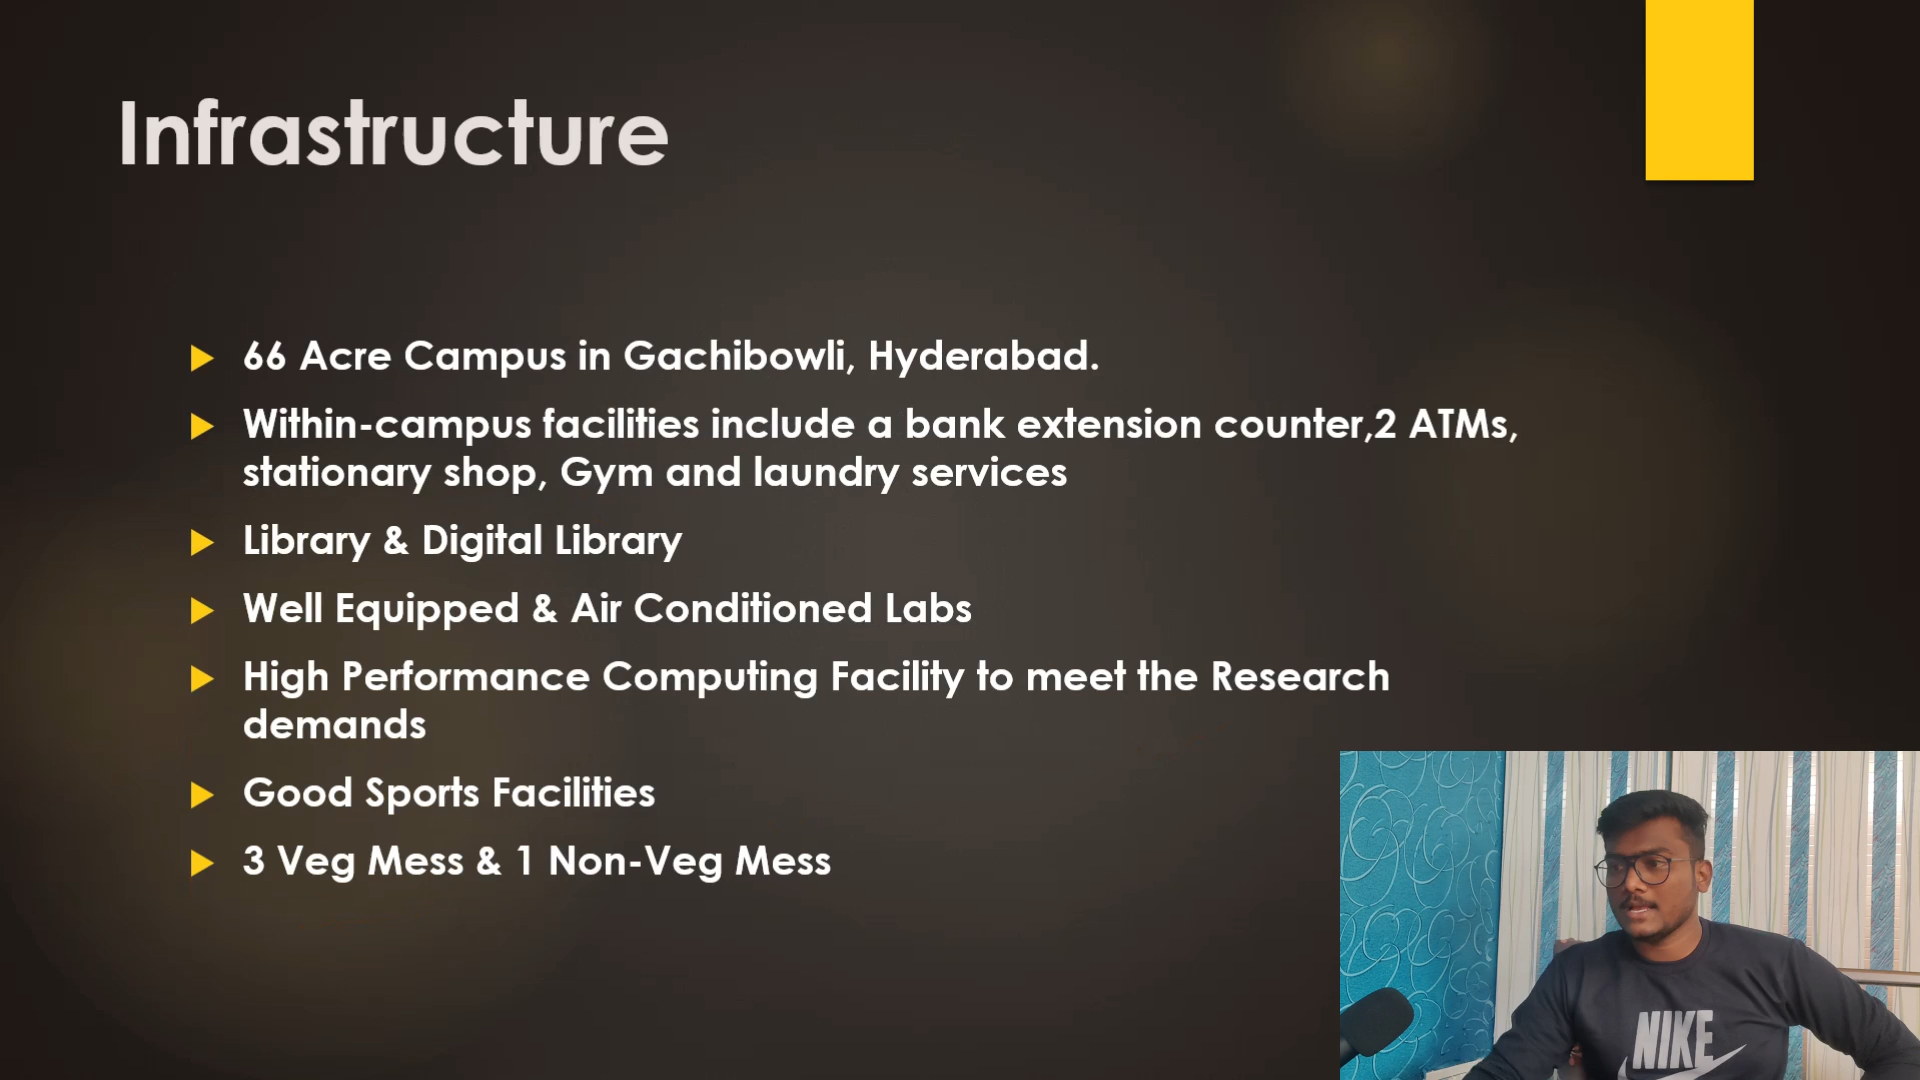 Infrastructure
66 Acre Campus in Gachibowli, Hyderabad.
Within-campus facilities include a bank extension counter,2 ATMs,
stationary shop, Gym and laundry services
Library & Digital Library
Well Equipped & Air Conditioned Labs
High Performance Computing Facility to meet the Research
demands
Good Sports Facilities
3 Veg Mess & 1 Non-Veg Mess
NIKE